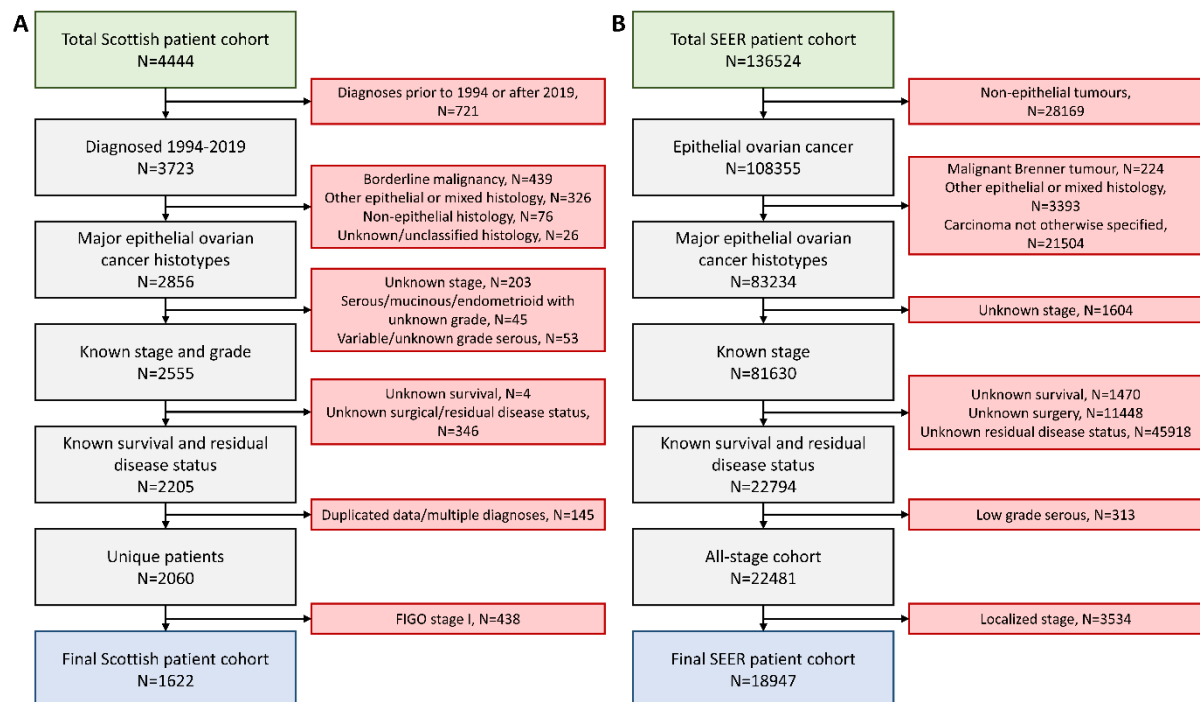 A
Total Scottish patient cohort
N=4444
Diagnoses prior to 1994 or after 2019,
N=721
Diagnosed 1994-2019
N=3723
Borderline malignancy, N=439
Other epithelial or mixed histology, N=326
Non-epithelial histology, N=76
Unknown/unclassified histology, N=26
Major epithelial ovarian
cancer histotypes
N=2856
Unknown stage, N=203
Serous/mucinous/endometrioid with
unknown grade, N=45
Variable/unknown grade serous, N=53
Known stage and grade
N=2555
Unknown survival, N=4
Unknown surgical/residual disease status,
N=346
Known survival and residual
disease status
N=2205
Duplicated data/multiple diagnoses, N=145
Unique patients
N=2060
FIGO stage I, N=438
Final Scottish patient cohort
N=1622
B
Total SEER patient cohort
N=136524
Non-epithelial tumours,
N=28169
Epithelial ovarian cancer
N=108355
Malignant Brenner tumour, N=224
Other epithelial or mixed histology,
N=3393
Carcinoma not otherwise specified,
N=21504
Major epithelial ovarian
cancer histotypes
N=83234
Unknown stage, N=1604
Known stage
N=81630
Unknown survival, N=1470
Unknown surgery, N=11448
Unknown residual disease status, N=45918
Known survival and residual
disease status
N=22794
Low grade serous, N=313
All-stage cohort
N=22481
Localized stage, N=3534
Final SEER patient cohort
N=18947